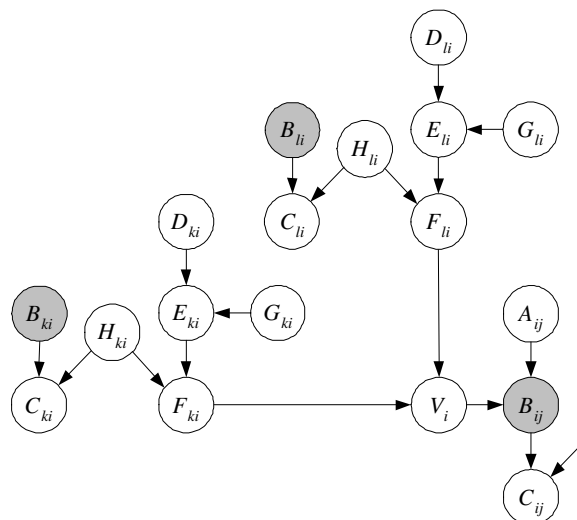 D_li
B_li H_li E_li G_li
C_li F_li
D_ki
B_ki H_ki E_ki G_ki A_ij
C_ki F_ki V_i B_ij
C_ij